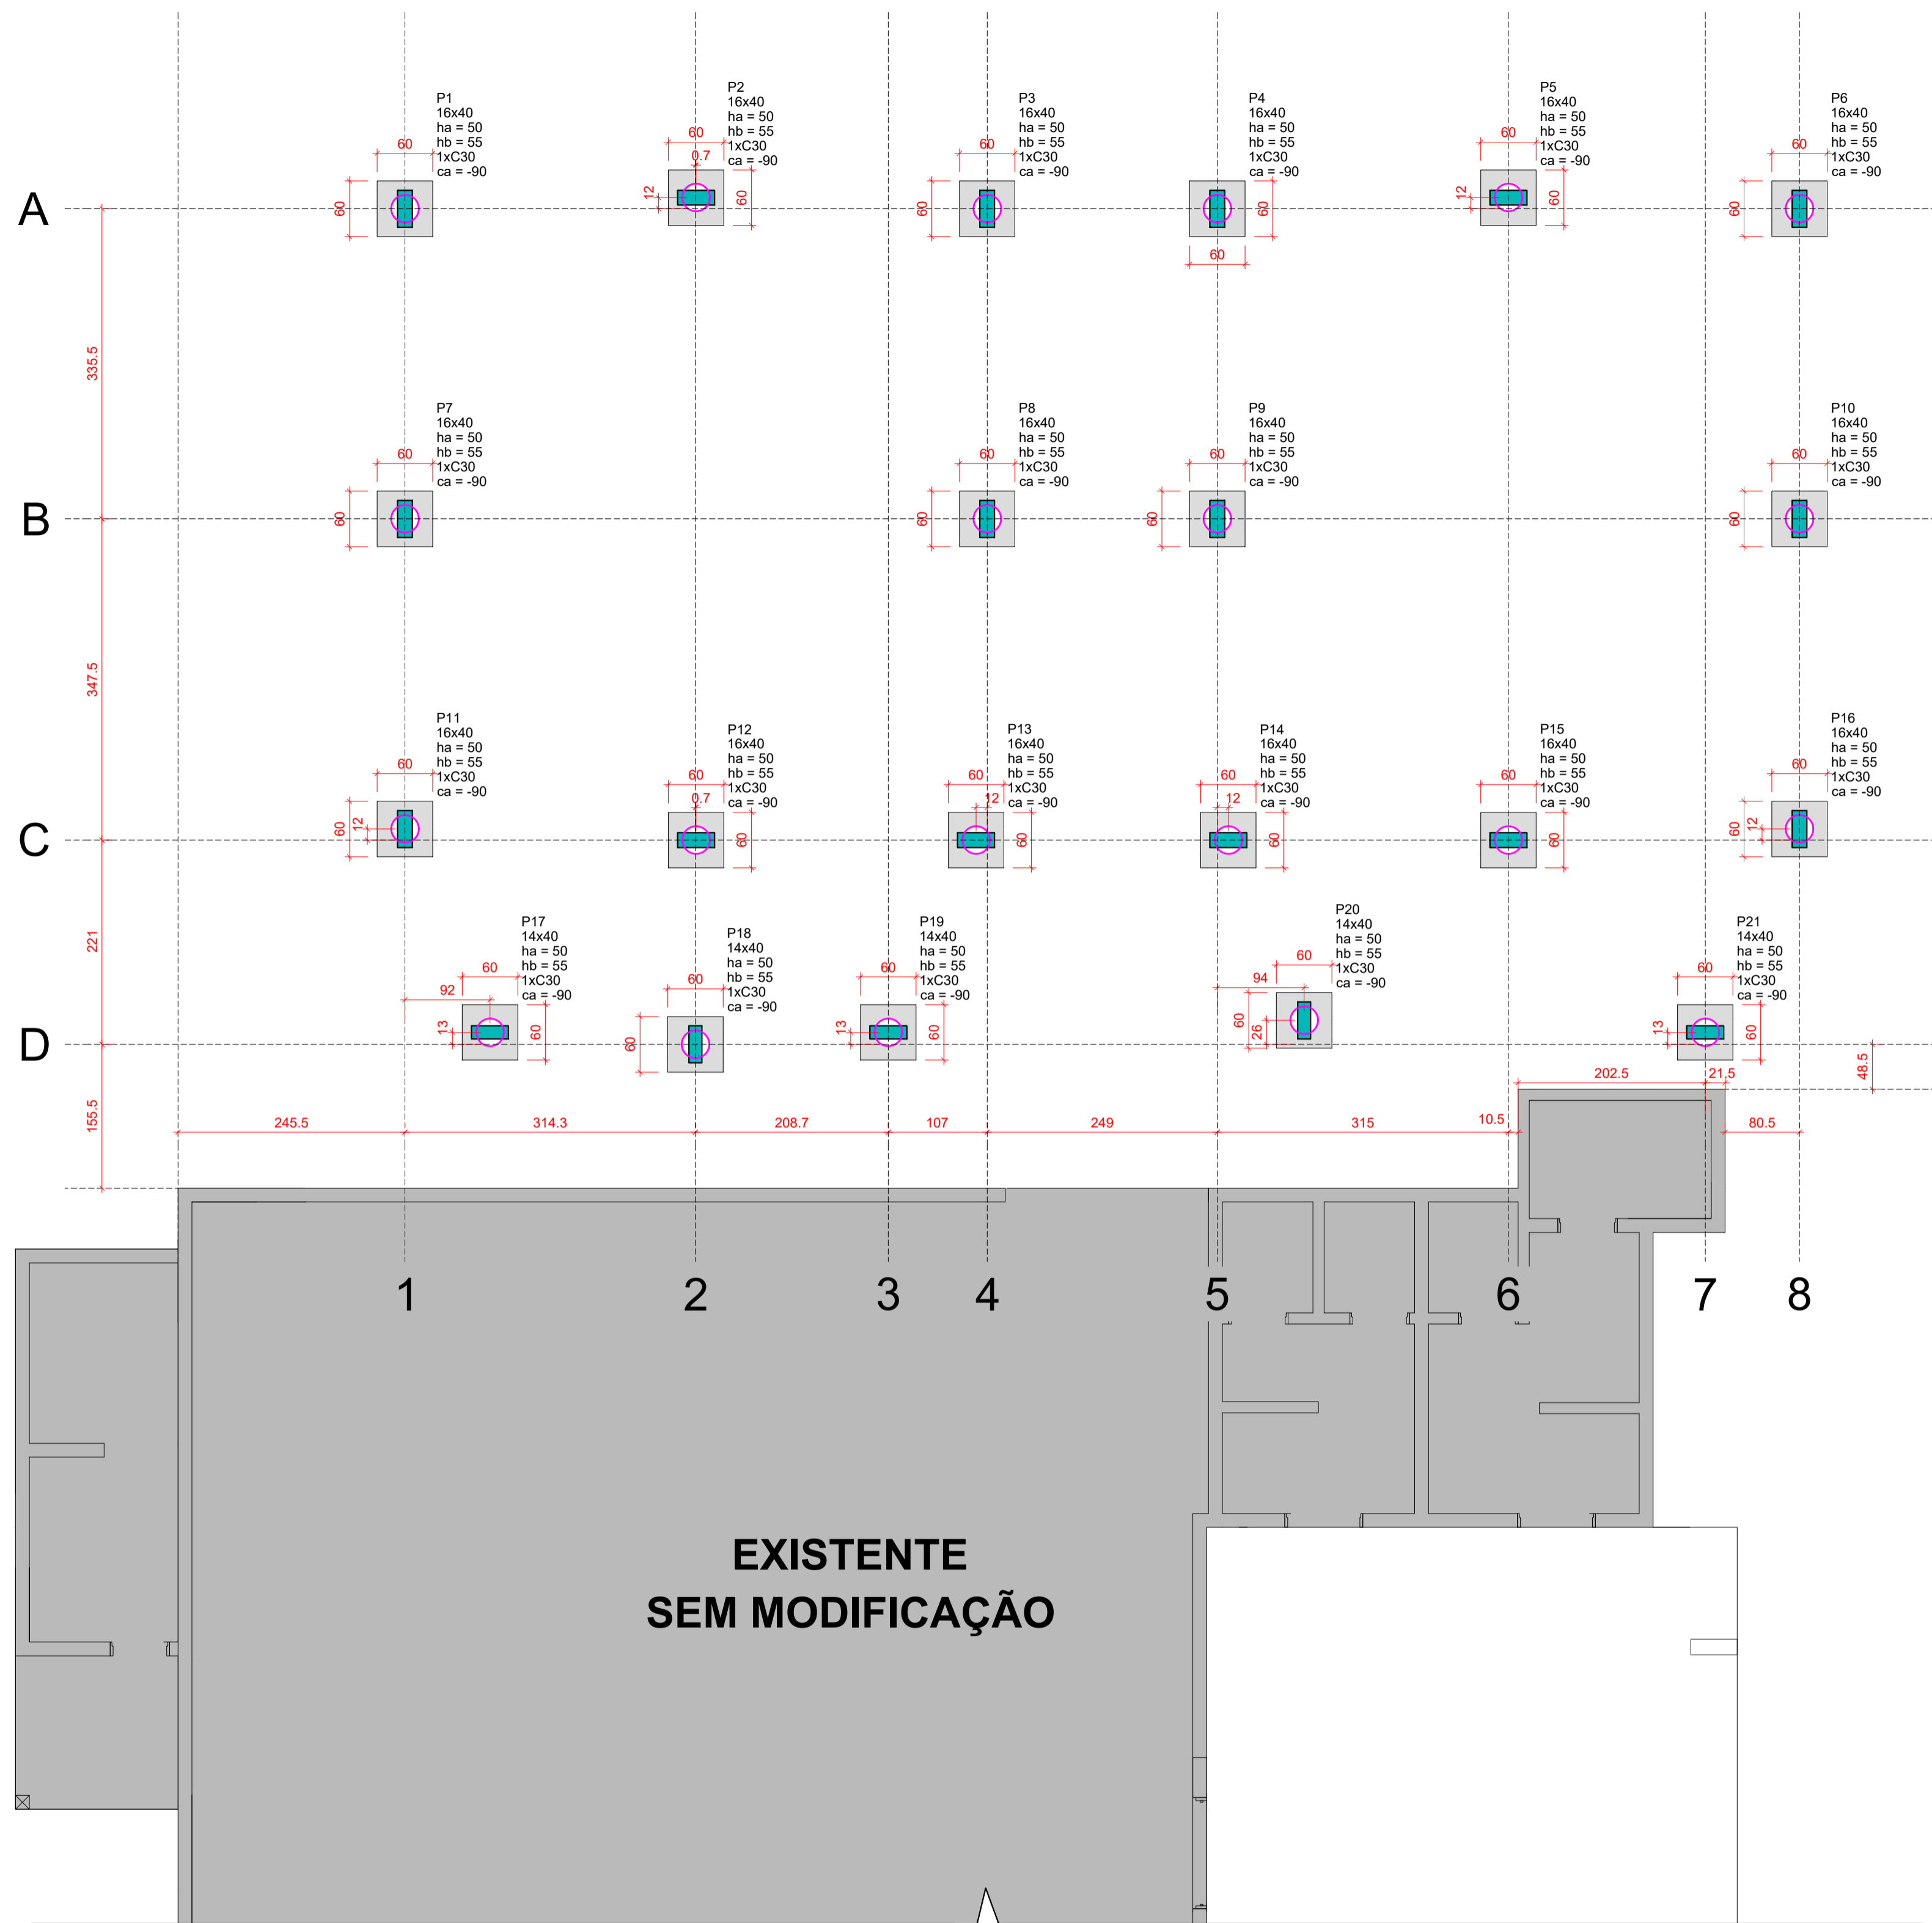 P1
16x40
ha = 50
hb = 55
1xC30
ca = -90
60
60
P2
16x40
ha = 50
hb = 55
1xC30
ca = -90
60
0.7
12
60
P3
16x40
ha = 50
hb = 55
1xC30
ca = -90
60
60
P4
16x40
ha = 50
hb = 55
1xC30
ca = -90
60
60
P5
16x40
ha = 50
hb = 55
1xC30
ca = -90
60
12
60
P6
16x40
ha = 50
hb = 55
1xC30
ca = -90
60
60
A
335.5
P7
16x40
ha = 50
hb = 55
1xC30
ca = -90
60
60
P8
16x40
ha = 50
hb = 55
1xC30
ca = -90
60
60
P9
16x40
ha = 50
hb = 55
1xC30
ca = -90
60
60
P10
16x40
ha = 50
hb = 55
1xC30
ca = -90
60
60
B
347.5
P11
16x40
ha = 50
hb = 55
1xC30
ca = -90
60
60
12
P12
16x40
ha = 50
hb = 55
1xC30
ca = -90
60
0.7
60
P13
16x40
ha = 50
hb = 55
1xC30
ca = -90
60
12
60
P14
16x40
ha = 50
hb = 55
1xC30
ca = -90
60
12
60
P15
16x40
ha = 50
hb = 55
1xC30
ca = -90
60
60
P16
16x40
ha = 50
hb = 55
1xC30
ca = -90
60
60
12
C
221
P17
14x40
ha = 50
hb = 55
1xC30
ca = -90
60
92
13
60
P18
14x40
ha = 50
hb = 55
1xC30
ca = -90
60
60
P19
14x40
ha = 50
hb = 55
1xC30
ca = -90
60
13
60
P20
14x40
ha = 50
hb = 55
1xC30
ca = -90
60
94
60
26
P21
14x40
ha = 50
hb = 55
1xC30
ca = -90
60
13
60
D
48.5
202.5
21.5
155.5
245.5
314.3
208.7
107
249
315
10.5
80.5
1
2
3
4
5
6
7
8
EXISTENTE
SEM MODIFICAÇÃO